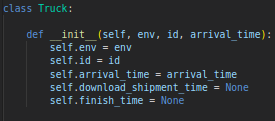 class Truck:
def __init__(self, env, id, arrival_time):
self.env = env
self.id = id
self.arrival_time = arrival_time
self.download_shipment_time = None
self.finish_time = None